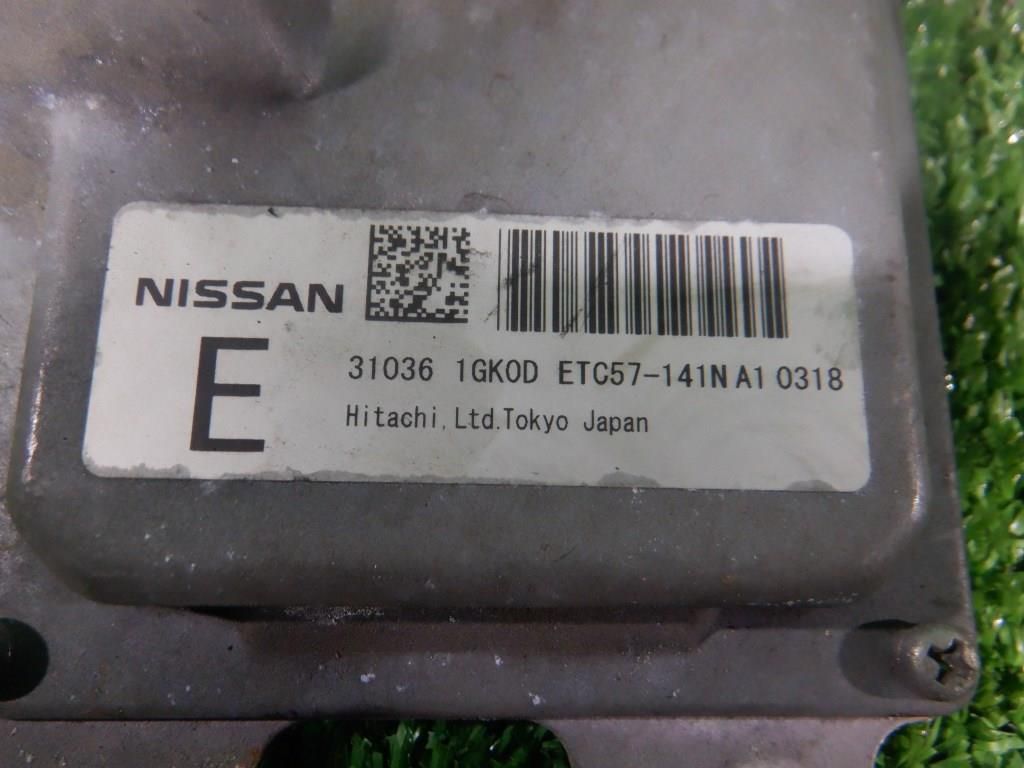 NISSAN
E
31036 1GK0D ETC57-141N A1 0318
Hitachi,Ltd.Tokyo Japan